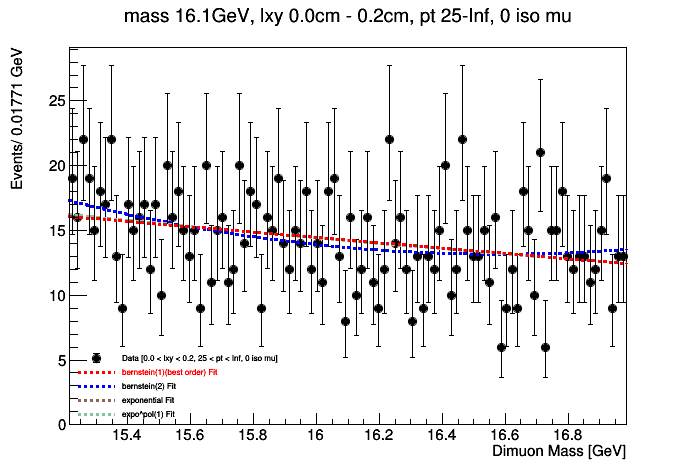 mass 16.1GeV, lxy 0.0cm - 0.2cm, pt 25-Inf, 0 iso mu
Events/ 0.01771 GeV
25
20
15
10
5
0
Data [0.0 < lxy < 0.2, 25 < pt < Inf, 0 iso mu]
bernstein(1)(best order) Fit
bernstein(2) Fit
exponential Fit
expo*pol(1) Fit
15.4 15.6 15.8 16 16.2 16.4 16.6 16.8
Dimuon Mass [GeV]